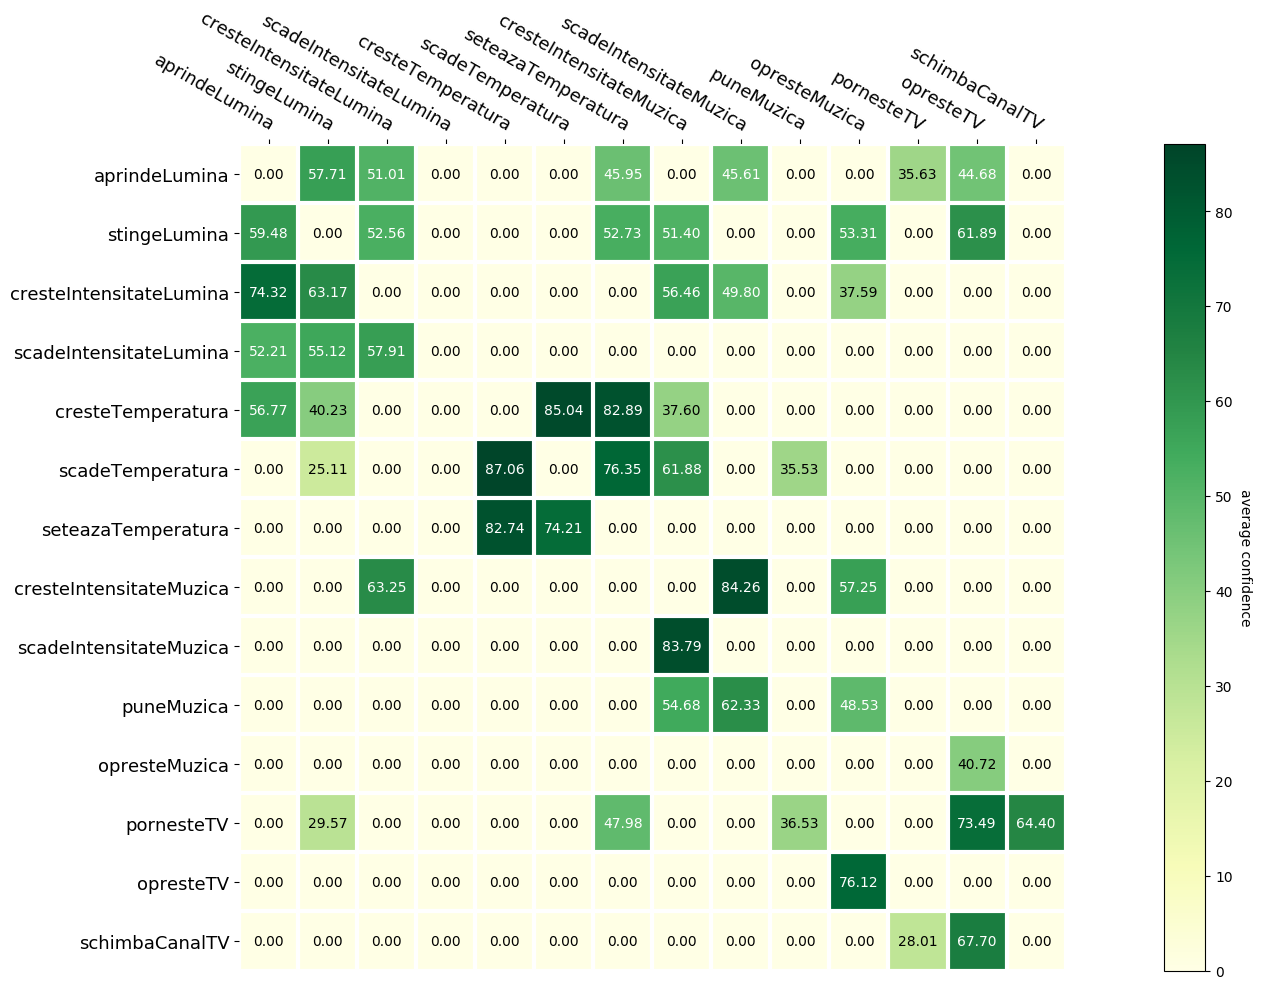 aprindeLumina
stingeLumina
cresteIntensitateLumina
scadeIntensitateLumina
cresteTemperatura
scadeTemperatura
seteazaTemperatura
cresteIntensitateMuzica
scadeIntensitateMuzica
puneMuzica
opresteMuzica
pornesteTV
opresteTV
schimbaCanalTV
aprindeLumina 0.00 57.71 51.01 0.00 0.00 0.00 45.95 0.00 45.61 0.00 0.00 35.63 44.68 0.00
stingeLumina 59.48 0.00 52.56 0.00 0.00 0.00 52.73 51.40 0.00 0.00 53.31 0.00 61.89 0.00
cresteIntensitateLumina 74.32 63.17 0.00 0.00 0.00 0.00 0.00 56.46 49.80 0.00 37.59 0.00 0.00 0.00
scadeIntensitateLumina 52.21 55.12 57.91 0.00 0.00 0.00 0.00 0.00 0.00 0.00 0.00 0.00 0.00 0.00
cresteTemperatura 56.77 40.23 0.00 0.00 0.00 85.04 82.89 37.60 0.00 0.00 0.00 0.00 0.00 0.00
scadeTemperatura 0.00 25.11 0.00 0.00 87.06 0.00 76.35 61.88 0.00 35.53 0.00 0.00 0.00 0.00
seteazaTemperatura 0.00 0.00 0.00 0.00 82.74 74.21 0.00 0.00 0.00 0.00 0.00 0.00 0.00 0.00
cresteIntensitateMuzica 0.00 0.00 63.25 0.00 0.00 0.00 0.00 0.00 84.26 0.00 57.25 0.00 0.00 0.00
scadeIntensitateMuzica 0.00 0.00 0.00 0.00 0.00 0.00 0.00 83.79 0.00 0.00 0.00 0.00 0.00 0.00
puneMuzica 0.00 0.00 0.00 0.00 0.00 0.00 0.00 54.68 62.33 0.00 48.53 0.00 0.00 0.00
opresteMuzica 0.00 0.00 0.00 0.00 0.00 0.00 0.00 0.00 0.00 0.00 0.00 0.00 40.72 0.00
pornesteTV 0.00 29.57 0.00 0.00 0.00 0.00 47.98 0.00 0.00 36.53 0.00 0.00 73.49 64.40
opresteTV 0.00 0.00 0.00 0.00 0.00 0.00 0.00 0.00 0.00 0.00 76.12 0.00 0.00 0.00
schimbaCanalTV 0.00 0.00 0.00 0.00 0.00 0.00 0.00 0.00 0.00 0.00 0.00 28.01 67.70 0.00
80
70
60
50
40
30
20
10
0
average confidence